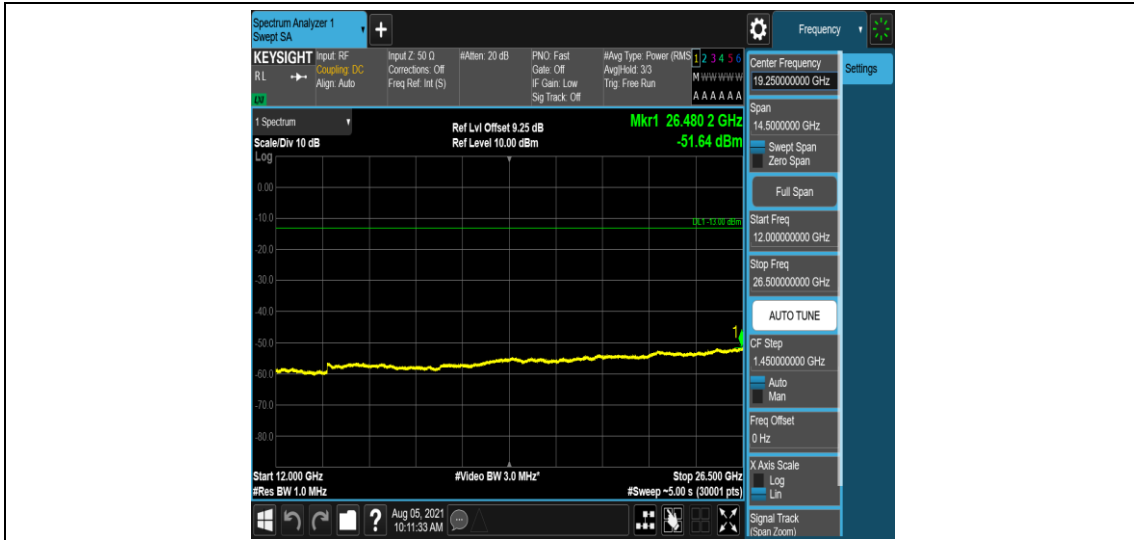 Spectrum Analyzer 1
Swept SA
Frequency
KEYSIGHT
RL
Input: RF
Coupling: DC
Align: Auto
Input Z: 50 Ω
Corrections: Off
Freq Ref: Int (S)
#Atten: 20 dB
PNO: Fast
Gate: Off
IF Gain: Low
Sig Track: Off
#Avg Type: Power (RMS
Avg|Hold: 3/3
Trig: Free Run
1 2 3 4 5 6
M W W W W W
A A A A A A
1 Spectrum
Scale/Div 10 dB
Log
Ref Lvl Offset 9.25 dB
Ref Level 10.00 dBm
Mkr1 26.480 2 GHz
-51.64 dBm
0.00
-10.0
DL1 -13.00 dBm
-20.0
-30.0
-40.0
1
-50.0
-60.0
-70.0
-80.0
Start 12.000 GHz
#Res BW 1.0 MHz
#Video BW 3.0 MHz*
Stop 26.500 GHz
#Sweep ~5.00 s (30001 pts)
Center Frequency
19.250000000 GHz
Settings
Span
14.5000000 GHz
Swept Span
Zero Span
Full Span
Start Freq
12.000000000 GHz
Stop Freq
26.500000000 GHz
AUTO TUNE
CF Step
1.450000000 GHz
Auto
Man
Freq Offset
0 Hz
X Axis Scale
Log
Lin
Signal Track
(Span Zoom)
?
Aug 05, 2021
10:11:33 AM